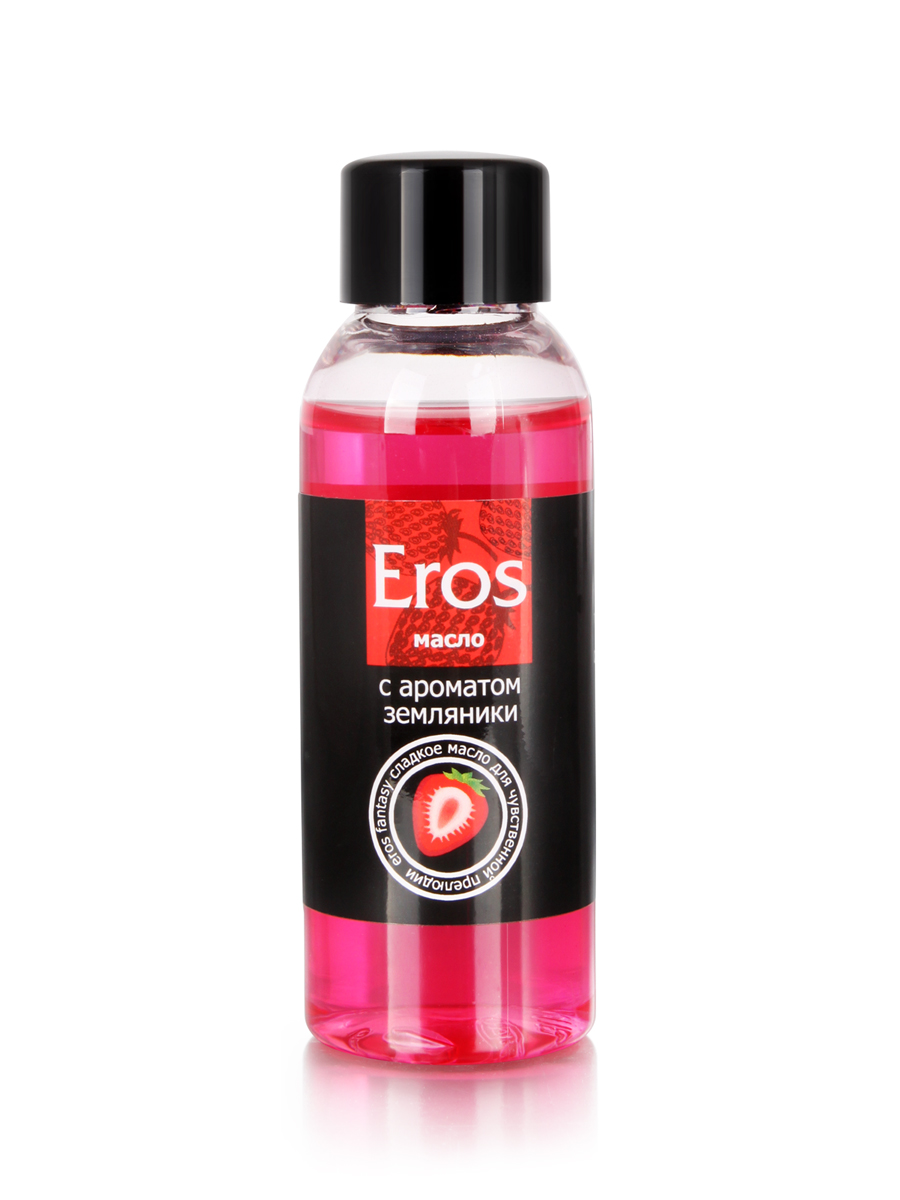 Eros
масло
с ароматом
земляники
eros fantasy сладкое масло для чувственной прелюдии